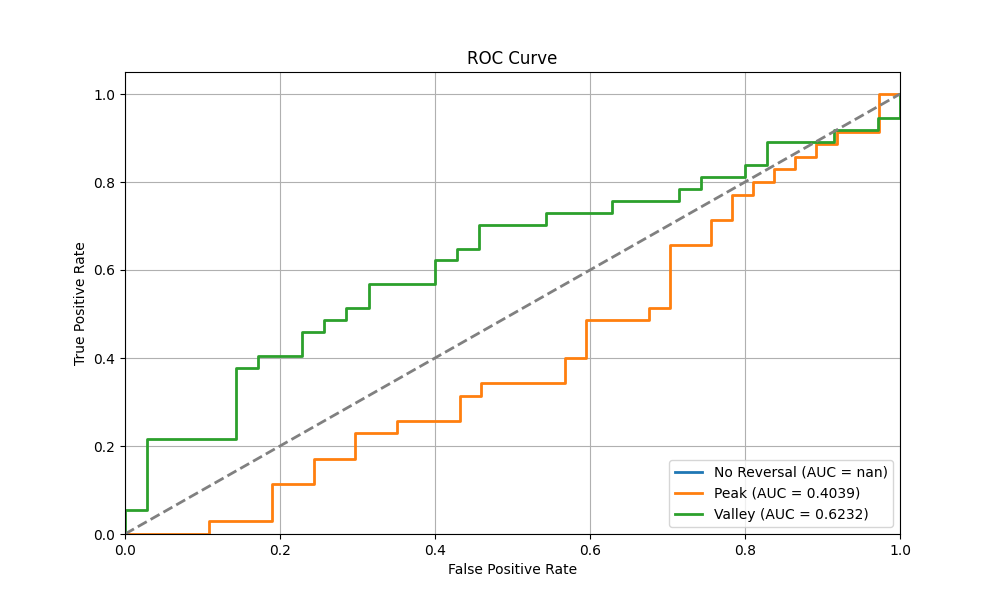 ROC Curve
True Positive Rate
1.0
0.8
0.6
0.4
0.2
0.0
0.0 0.2 0.4 0.6 0.8 1.0
False Positive Rate
No Reversal (AUC = nan)
Peak (AUC = 0.4039)
Valley (AUC = 0.6232)